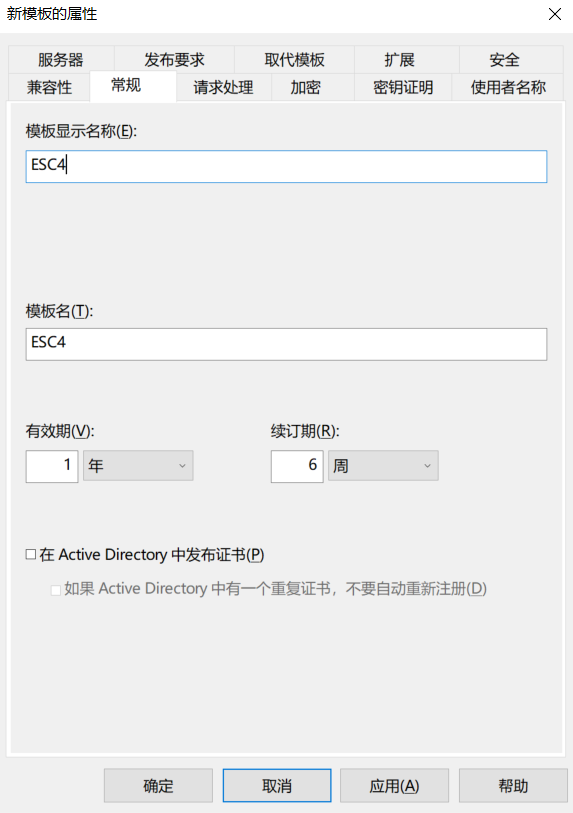 新模板的属性
服务器 发布要求 取代模板 扩展 安全
兼容性 常规 请求处理 加密 密钥证明 使用者名称
模板显示名称(E):
ESC4
模板名(T):
ESC4
有效期(V): 续订期(R):
1 年 6 周
在 Active Directory 中发布证书(P)
如果 Active Directory 中有一个重复证书，不要自动重新注册(D)
确定 取消 应用(A) 帮助